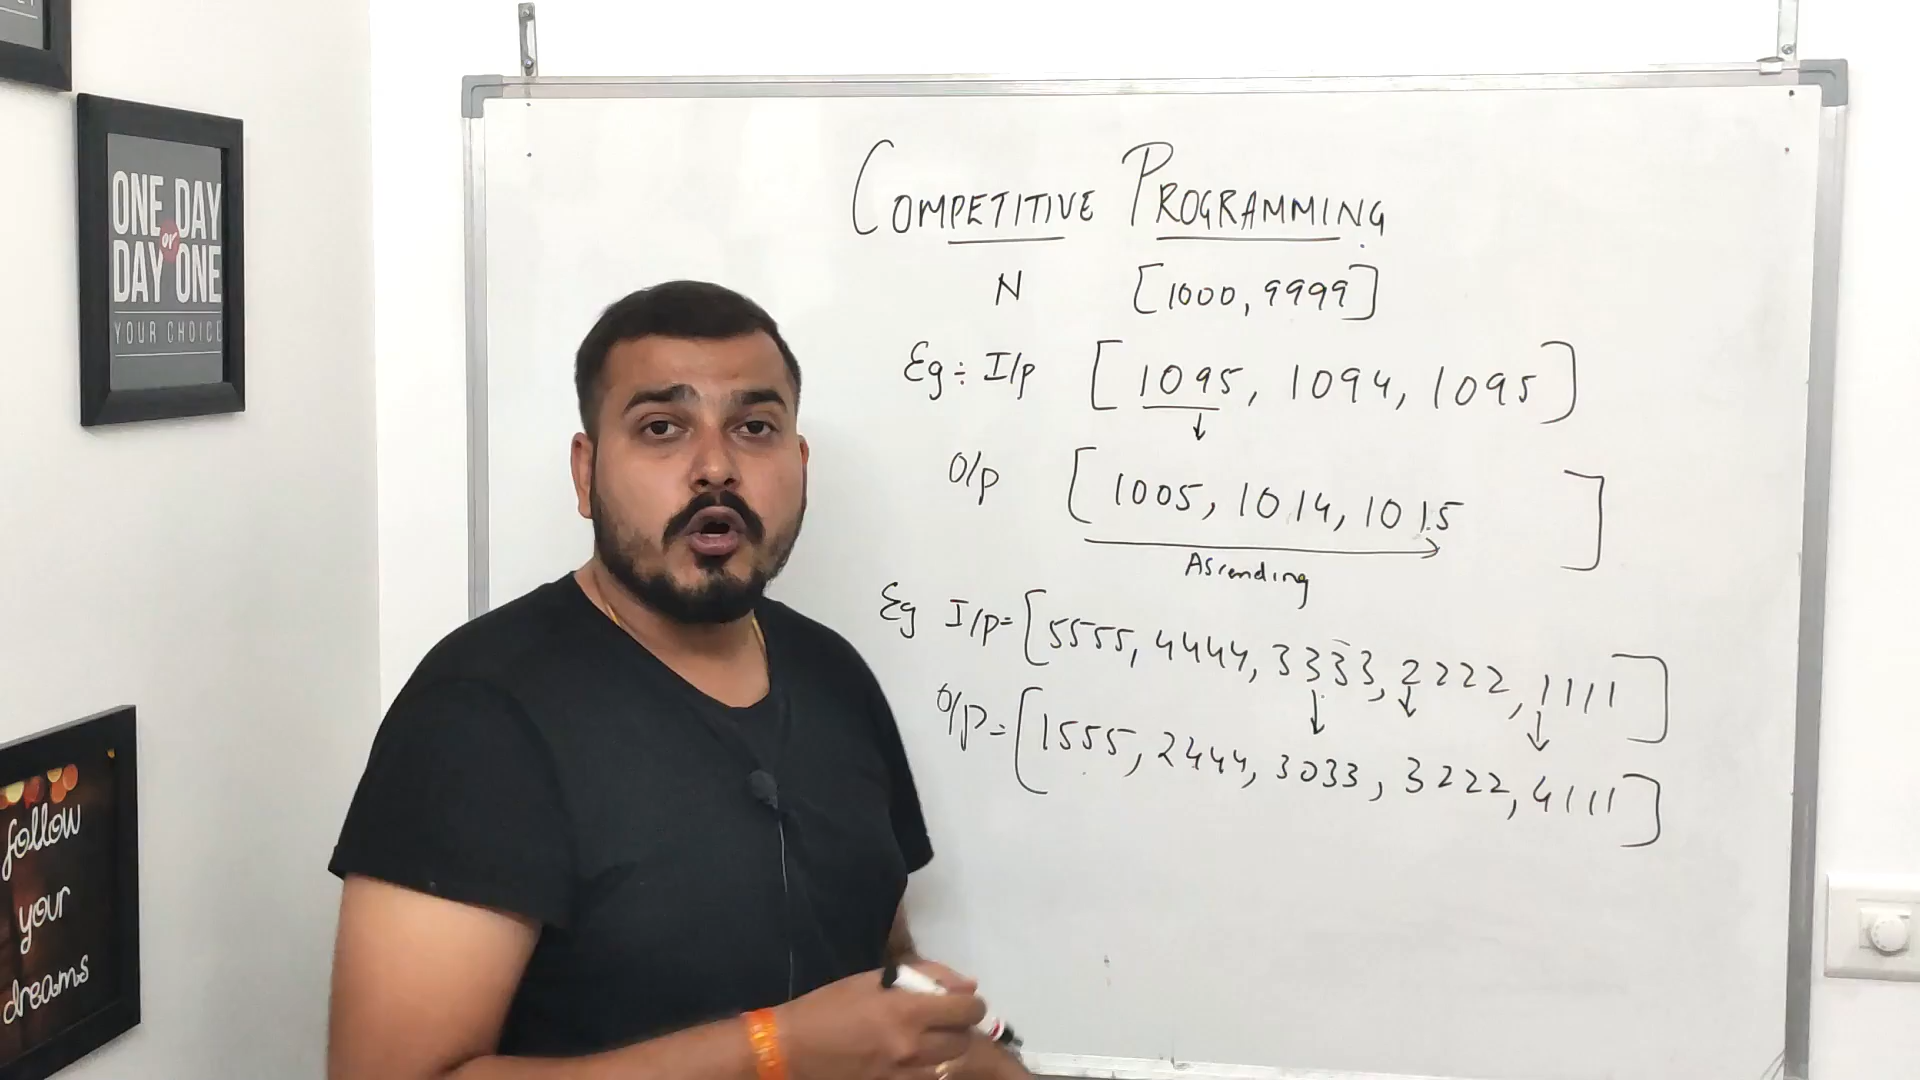 ONE DAY
or
DAY ONE
YOUR CHOICE
follow
your
dreams
COMPETITIVE PROGRAMMING
N [1000, 9999]
Eg ÷ I/p [1095, 1094, 1095]
O/p [1005, 1014, 1015 ]
Ascending
Eg I/p = [5555, 4444, 3333, 2222, 1111]
O/p = [1555, 2444, 3033, 3222, 4111]